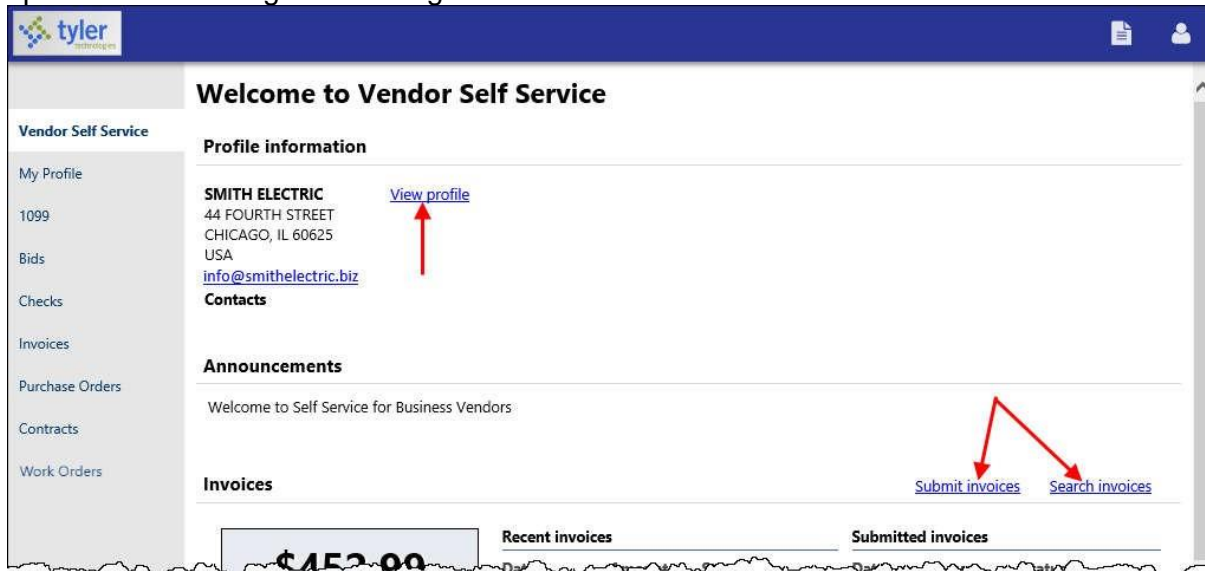 tyler
technologies
Welcome to Vendor Self Service
Vendor Self Service
My Profile
1099
Bids
Checks
Invoices
Purchase Orders
Contracts
Work Orders
Profile information
SMITH ELECTRIC View profile
44 FOURTH STREET
CHICAGO, IL 60625
USA
info@smithelectric.biz
Contacts
Announcements
Welcome to Self Service for Business Vendors
Invoices Submit invoices Search invoices
Recent invoices Submitted invoices